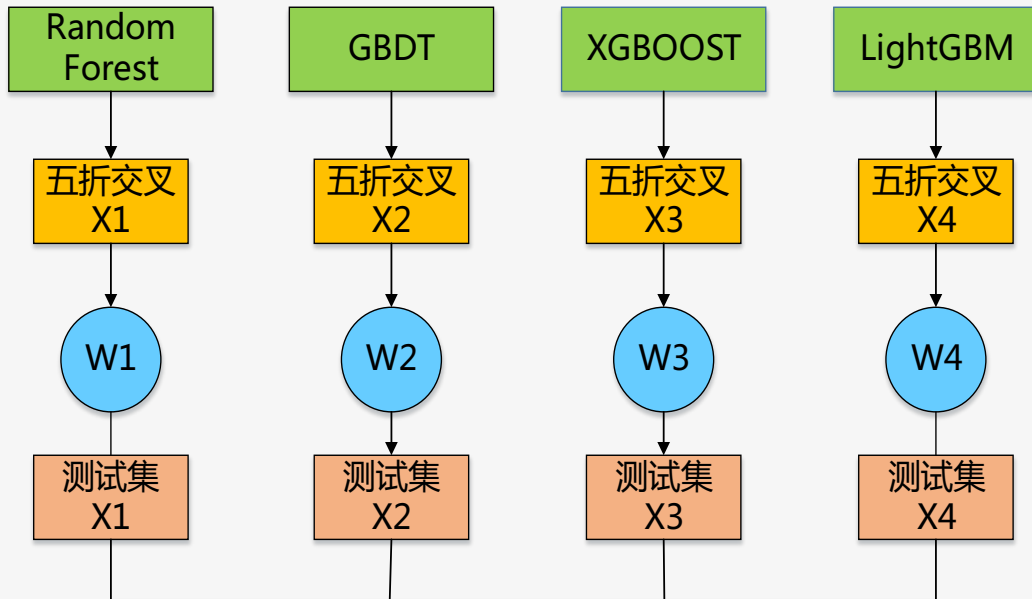 Random
Forest
GBDT
XGBOOST
LightGBM
五折交叉
X1
五折交叉
X2
五折交叉
X3
五折交叉
X4
W1
W2
W3
W4
测试集
X1
测试集
X2
测试集
X3
测试集
X4